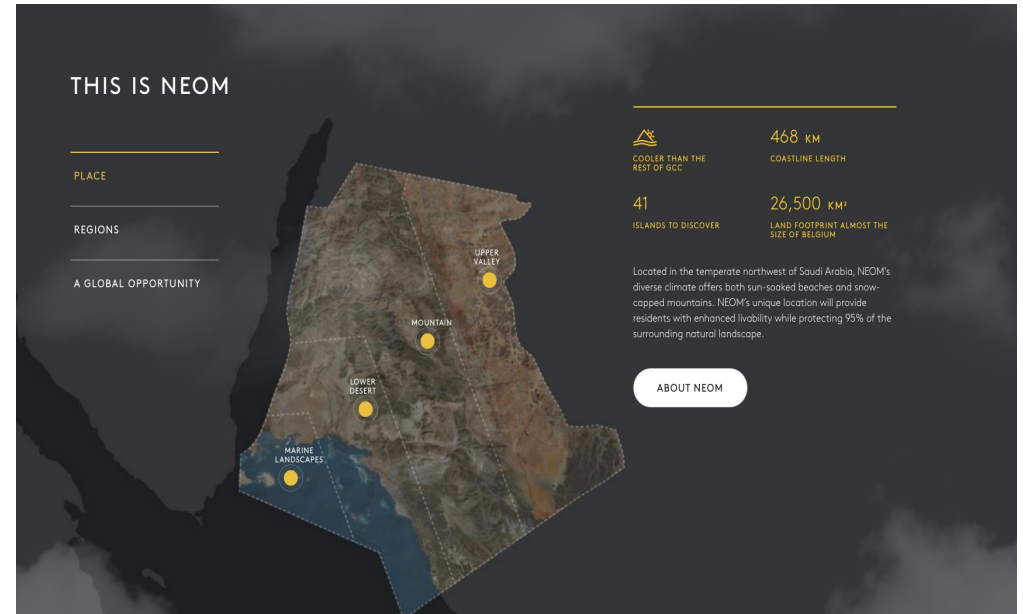 THIS IS NEOM
PLACE
REGIONS
A GLOBAL OPPORTUNITY
UPPER
VALLEY
MOUNTAIN
LOWER
DESERT
MARINE
LANDSCAPES
COOLER THAN THE
REST OF GCC
468 KM
COASTLINE LENGTH
41
ISLANDS TO DISCOVER
26,500 KM²
LAND FOOTPRINT ALMOST THE
SIZE OF BELGIUM
Located in the temperate northwest of Saudi Arabia, NEOM's
diverse climate offers both sun-soaked beaches and snow-
capped mountains. NEOM's unique location will provide
residents with enhanced livability while protecting 95% of the
surrounding natural landscape.
ABOUT NEOM